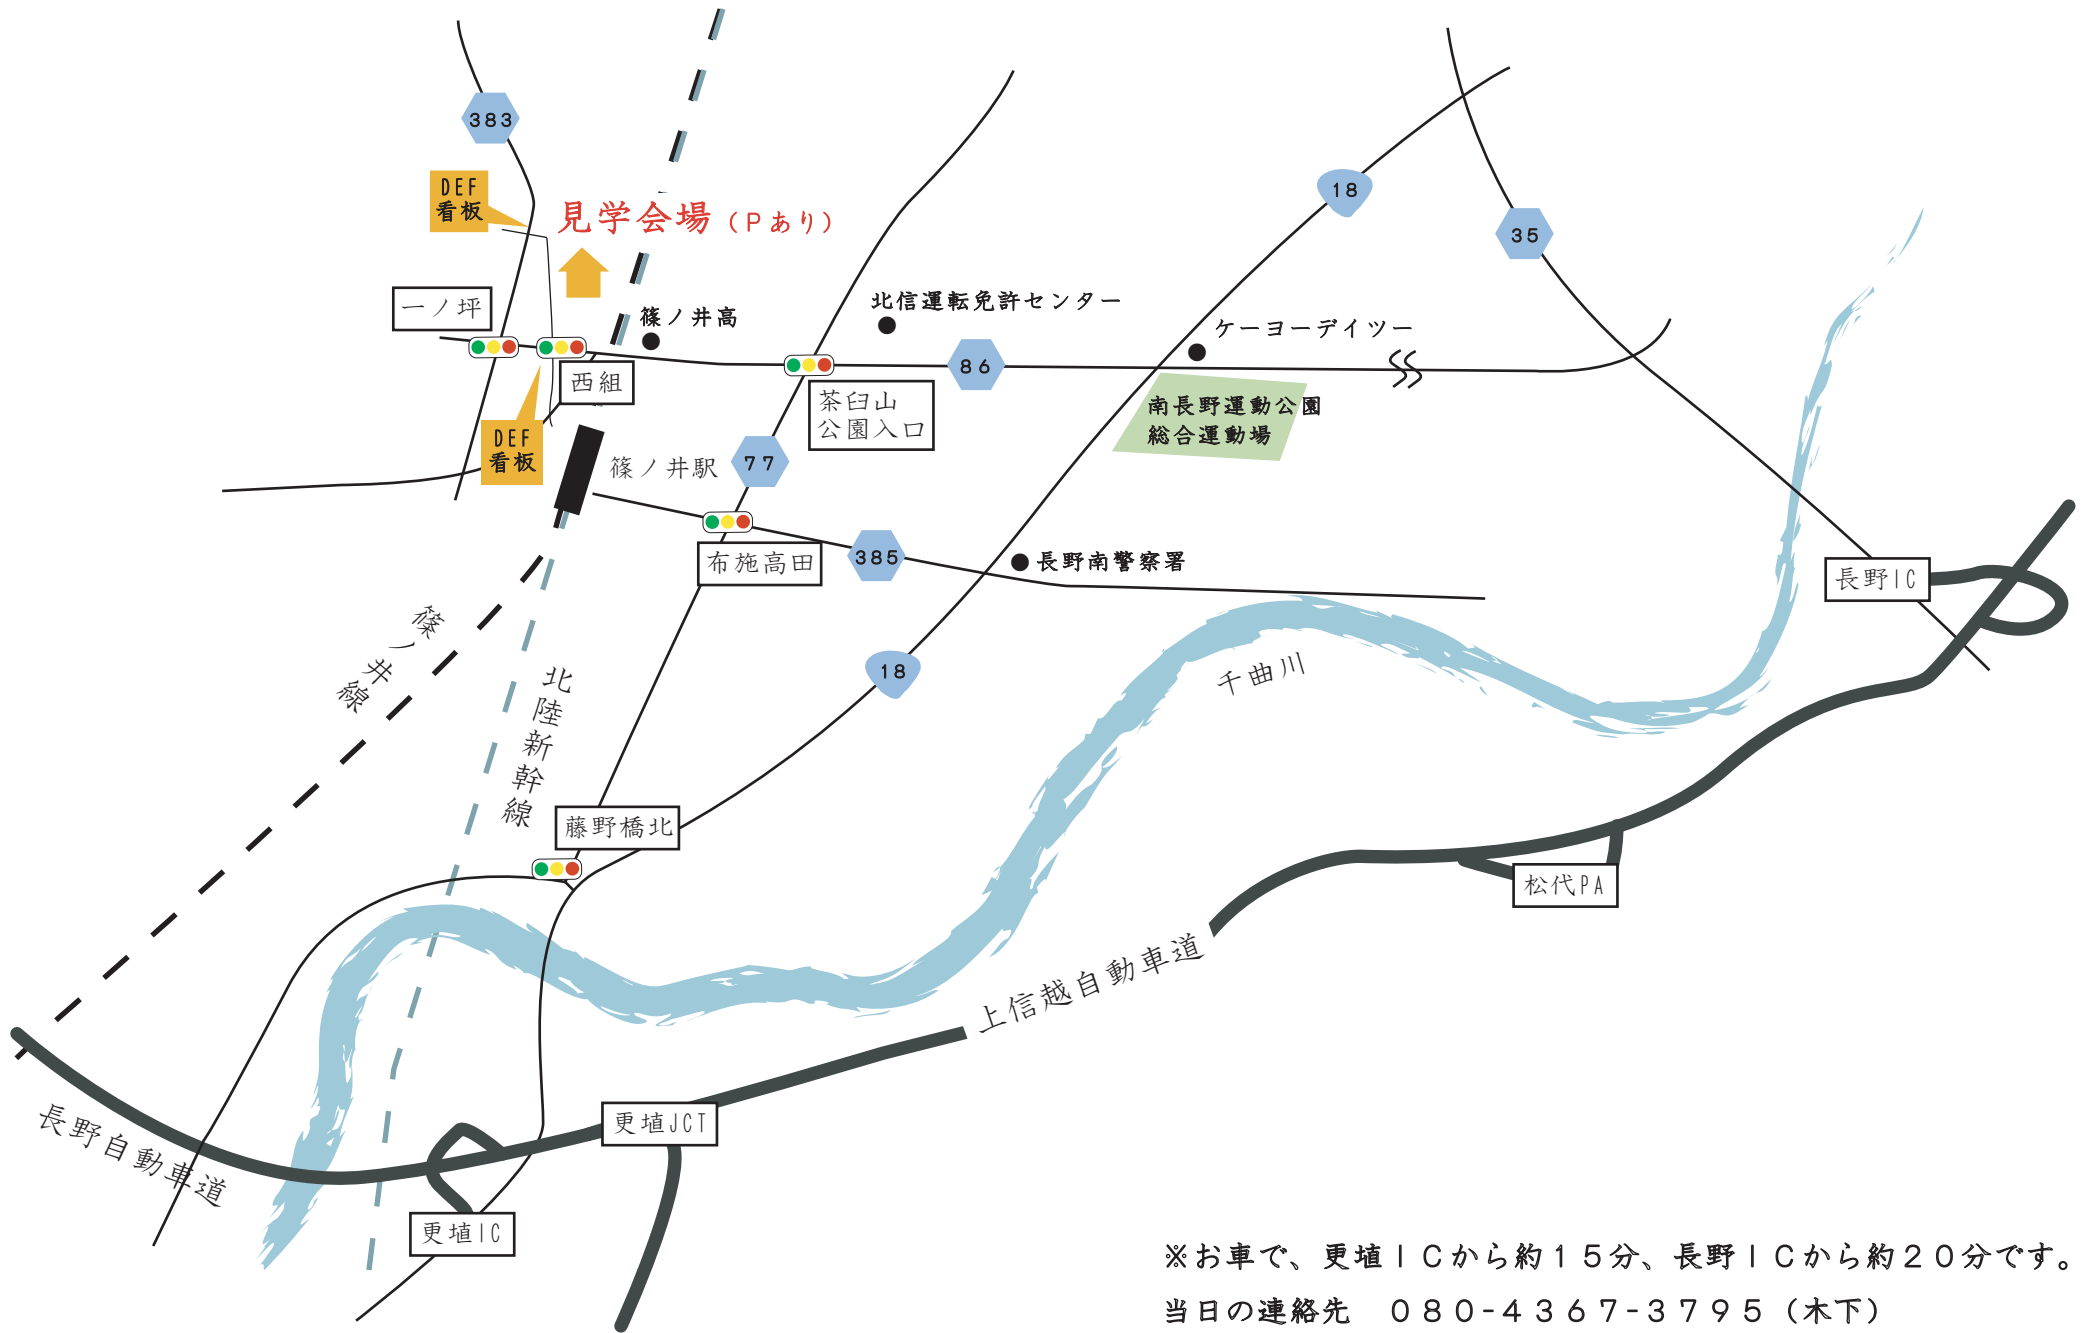 383
DEF
看板
見学会場（Pあり）
18
35
一ノ坪
篠ノ井高
北信運転免許センター
ケーヨーデイツー
86
西組
茶臼山
公園入口
南長野運動公園
総合運動場
DEF
看板
篠ノ井駅
77
布施高田
385
長野南警察署
長野IC
篠ノ井線
北陸新幹線
18
千曲川
藤野橋北
松代PA
上信越自動車道
長野自動車道
更埴JCT
更埴IC
※お車で、更埴ＩＣから約１５分、長野ＩＣから約２０分です。
当日の連絡先　０８０-４３６７-３７９５（木下）